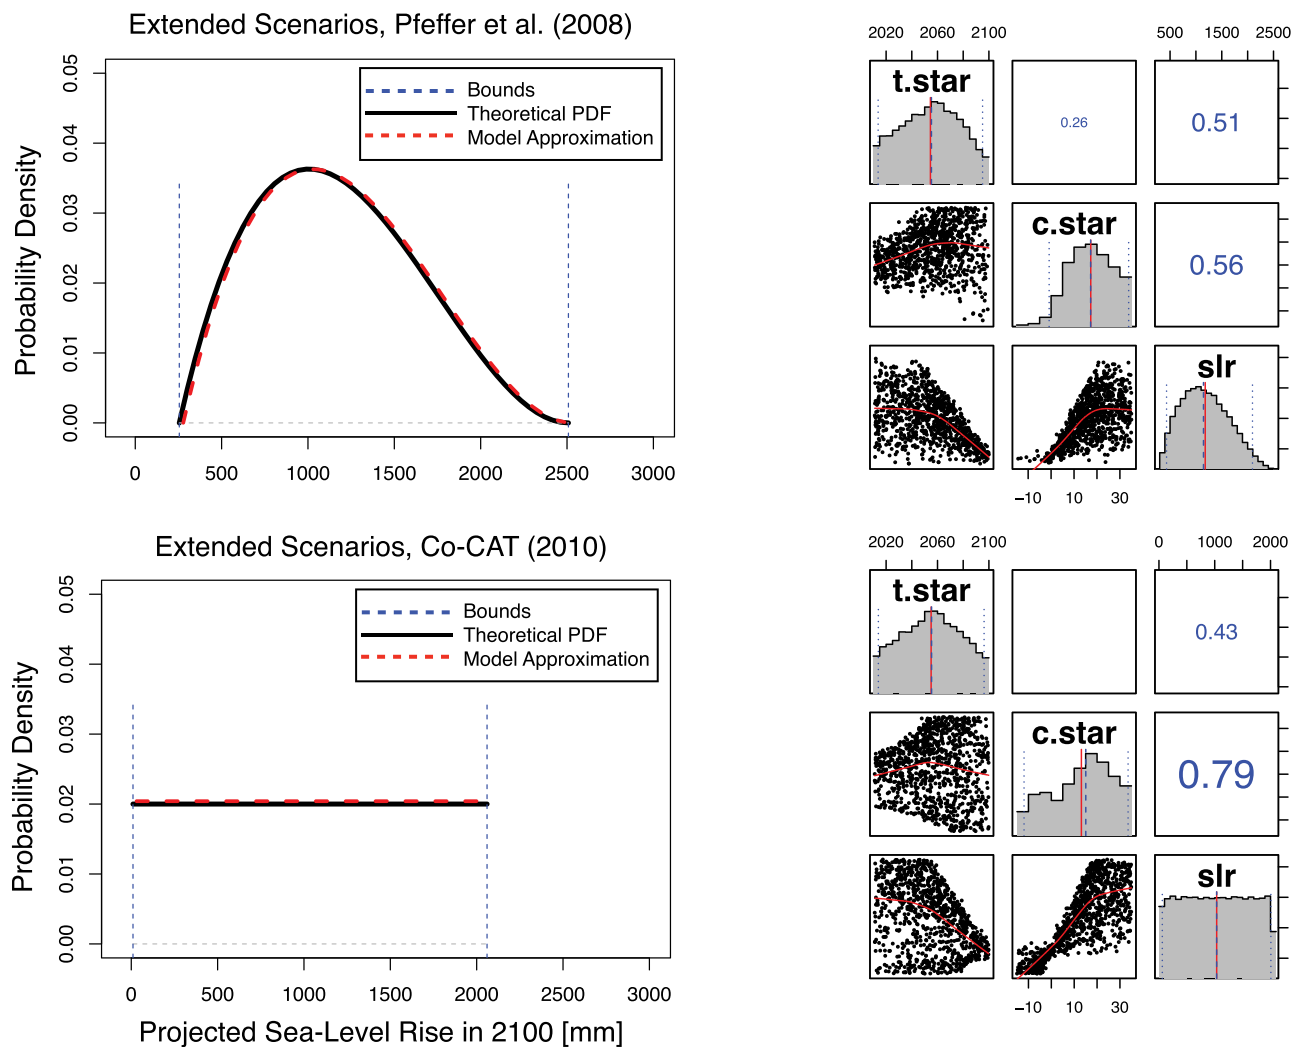 Extended Scenarios, Pfeffer et al. (2008)
Probability Density
0.00 0.01 0.02 0.03 0.04 0.05
Bounds
Theoretical PDF
Model Approximation
0 500 1000 1500 2000 2500 3000
2020 2060 2100
500 1500 2500
t.star
0.26
0.51
c.star
0.56
slr
−10 10 30
Extended Scenarios, Co-CAT (2010)
Probability Density
0.00 0.01 0.02 0.03 0.04 0.05
Bounds
Theoretical PDF
Model Approximation
0 500 1000 1500 2000 2500 3000
Projected Sea-Level Rise in 2100 [mm]
2020 2060 2100
0 1000 2000
t.star
0.43
c.star
0.79
slr
−10 10 30